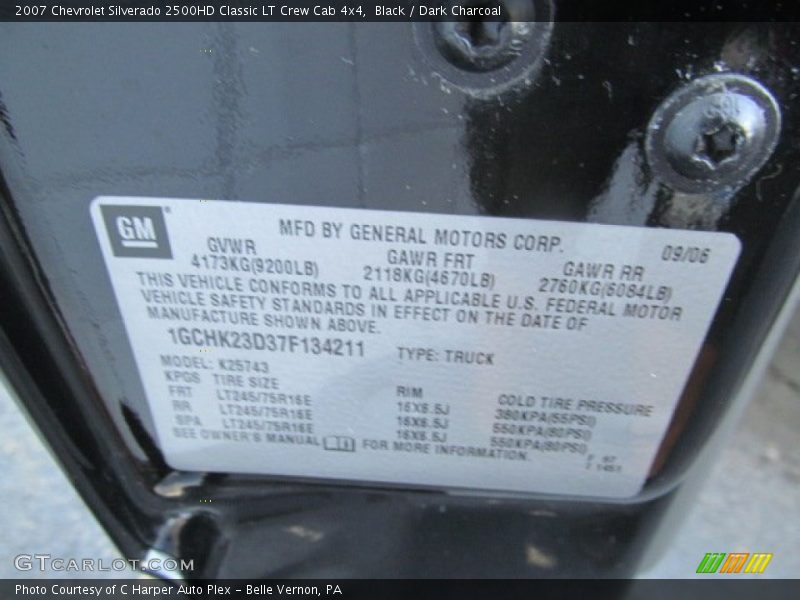 2007 Chevrolet Silverado 2500HD Classic LT Crew Cab 4x4, Black / Dark Charcoal
GM
MFD BY GENERAL MOTORS CORP.
09/06
GVWR GAWR FRT GAWR RR
4173KG(9200LB) 2118KG(4670LB) 2760KG(6084LB)
THIS VEHICLE CONFORMS TO ALL APPLICABLE U.S. FEDERAL MOTOR
VEHICLE SAFETY STANDARDS IN EFFECT ON THE DATE OF
MANUFACTURE SHOWN ABOVE.
1GCHK23D37F134211 TYPE: TRUCK
MODEL: K25743
KPGS TIRE SIZE RIM COLD TIRE PRESSURE
FRT LT245/75R16E 16X6.5J 380KPA(55PSI)
RR LT245/75R16E 16X6.5J 550KPA(80PSI)
SPA LT245/75R16E 16X6.5J 550KPA(80PSI)
SEE OWNER'S MANUAL FOR MORE INFORMATION.
GTCARLOT.COM
Photo Courtesy of C Harper Auto Plex - Belle Vernon, PA